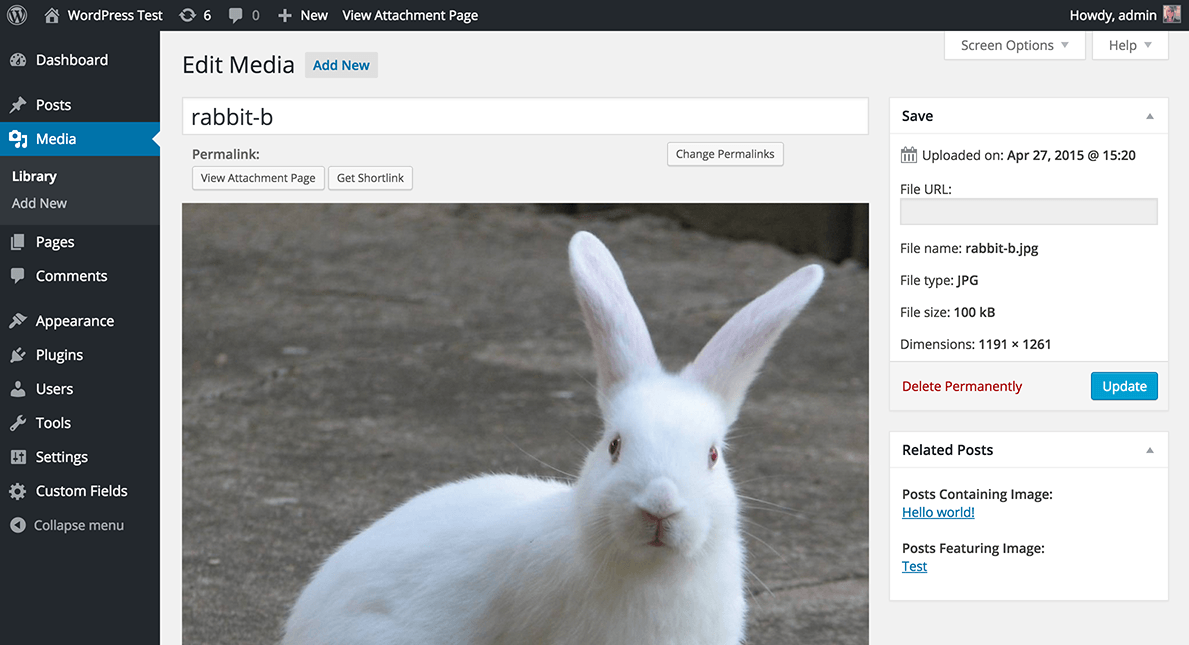 WordPress Test 6 0 New View Attachment Page Howdy, admin
Dashboard
Posts
Media
Library
Add New
Pages
Comments
Appearance
Plugins
Users
Tools
Settings
Custom Fields
Collapse menu
Screen Options Help
Edit Media Add New
rabbit-b
Permalink: Change Permalinks
View Attachment Page Get Shortlink
Save
Uploaded on: Apr 27, 2015 @ 15:20
File URL:
File name: rabbit-b.jpg
File type: JPG
File size: 100 kB
Dimensions: 1191 × 1261
Delete Permanently Update
Related Posts
Posts Containing Image:
Hello world!
Posts Featuring Image:
Test